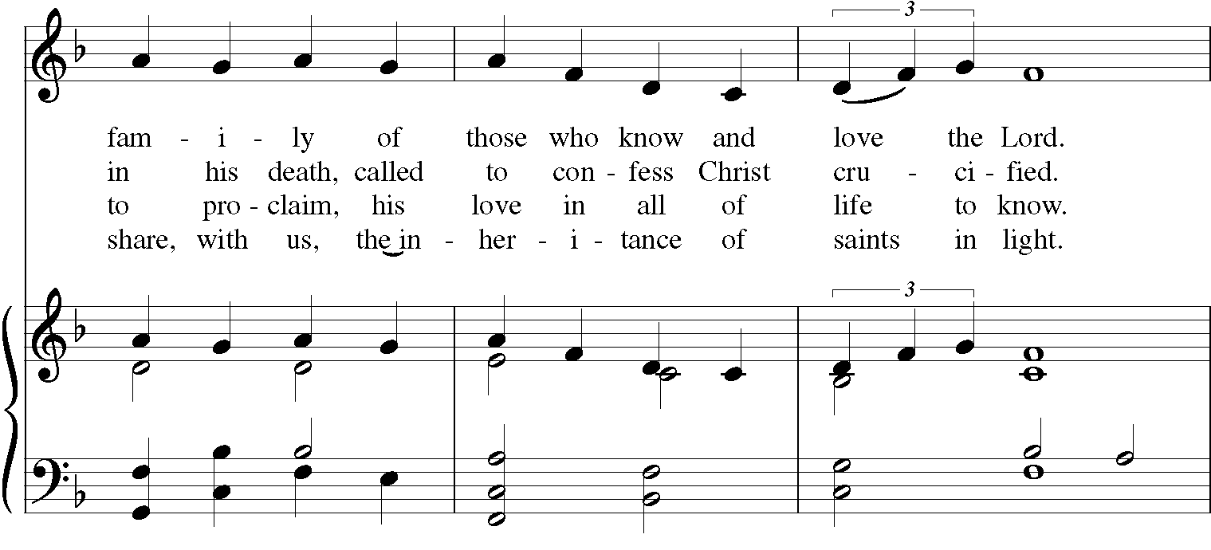 3
fam - i - ly of those who know and love the Lord.
in his death, called to con - fess Christ cru - ci - fied.
to pro - claim, his love in all of life to know.
share, with us, the in - her - i - tance of saints in light.
3